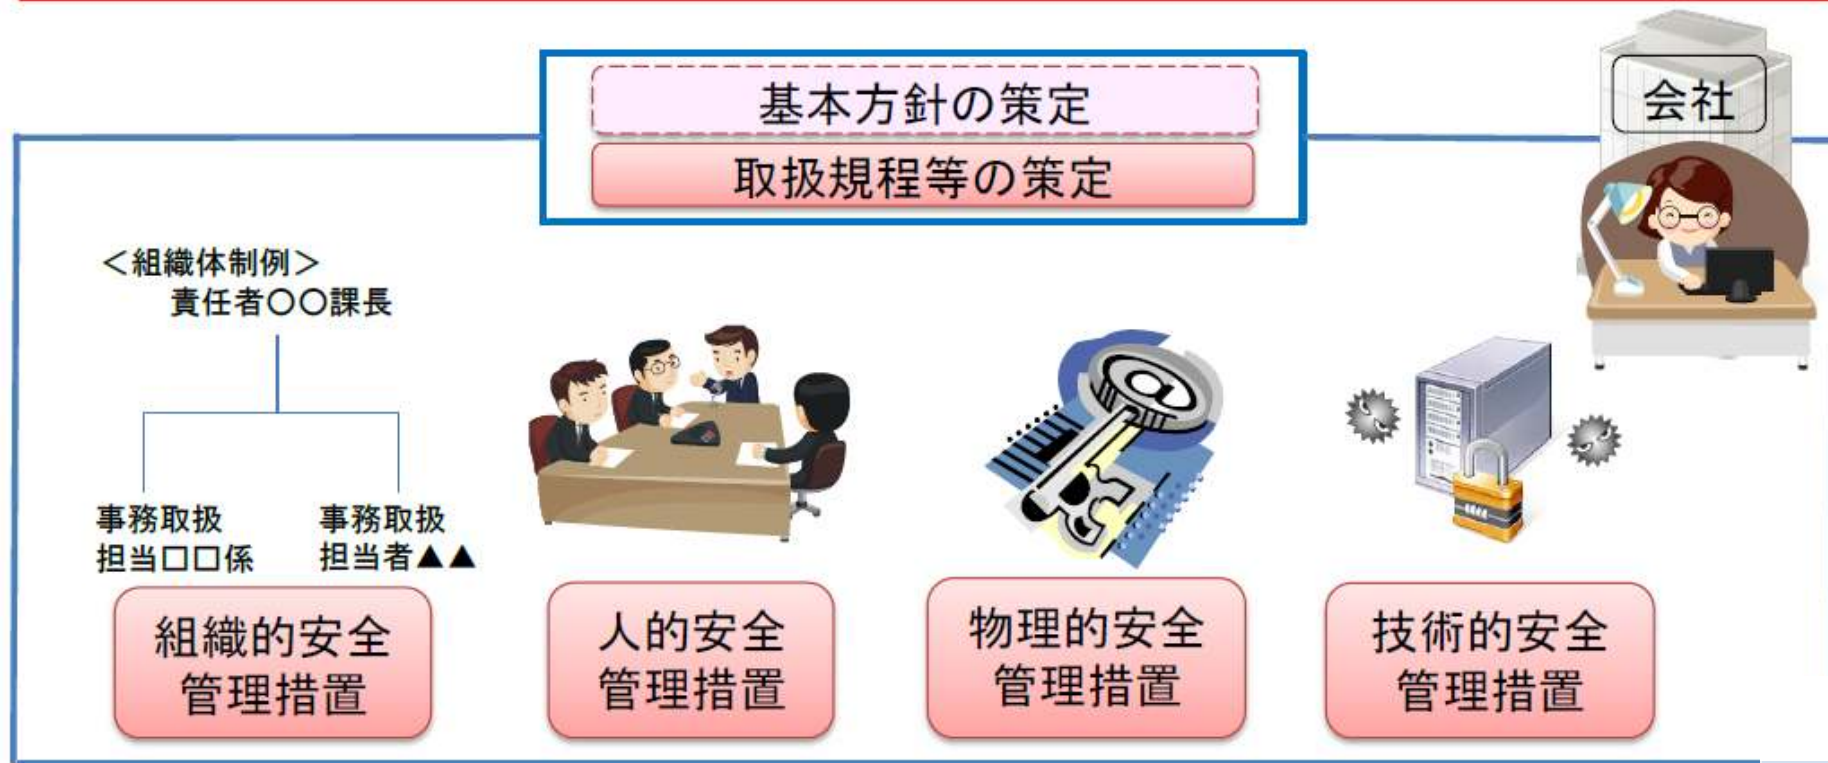 基本方針の策定
取扱規程等の策定
会社
＜組織体制例＞
責任者〇〇課長
事務取扱
担当□□係
事務取扱
担当者▲▲
組織的安全
管理措置
人的安全
管理措置
@
物理的安全
管理措置
技術的安全
管理措置